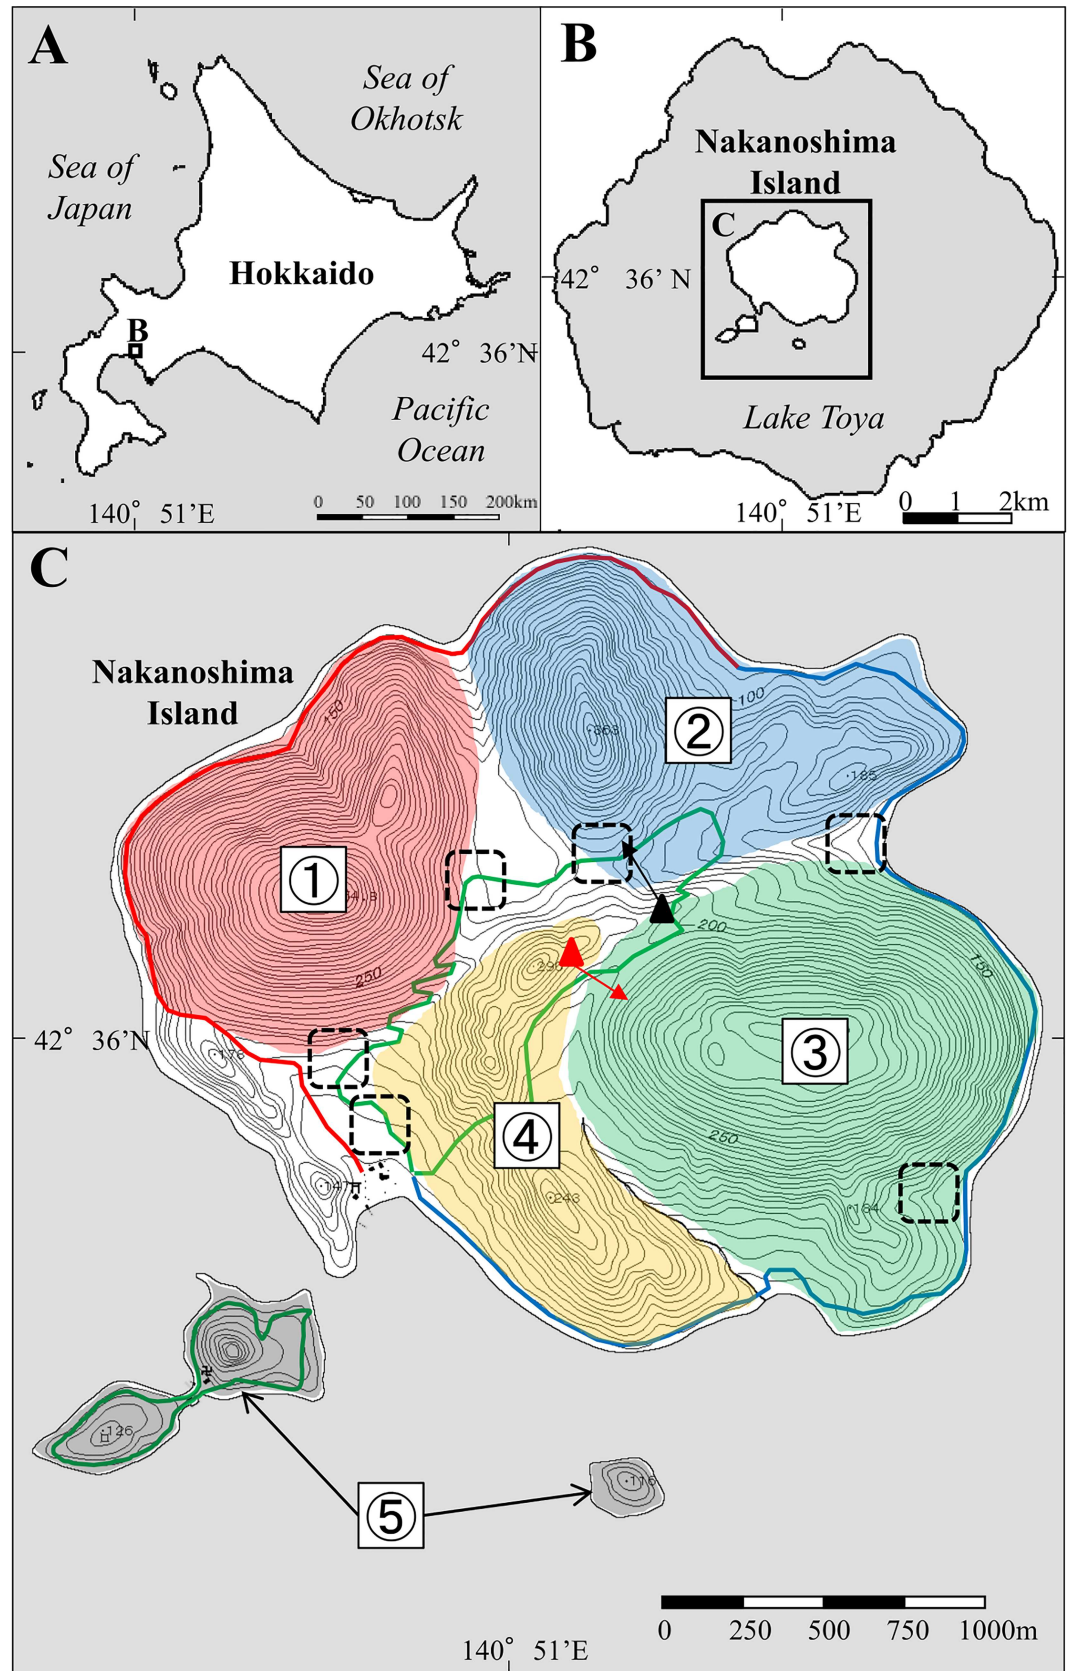 A
Sea of
Okhotsk
Sea of
Japan
Hokkaido
B
42° 36'N
Pacific
Ocean
0 50 100 150 200km
140° 51'E
B
Nakanoshima
Island
C
42° 36' N
Lake Toya
0 1 2km
140° 51'E
C
Nakanoshima
Island
150
363
②
100
185
①
250
200
298
150
42° 36'N
176
③
④
250
147
243
164
126
116
⑤
0 250 500 750 1000m
140° 51'E